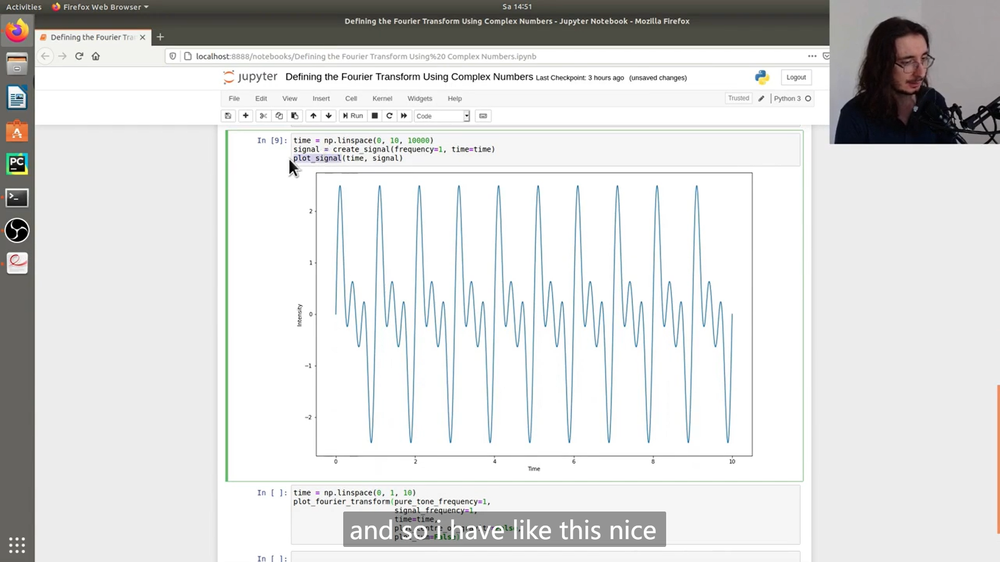 Activities
Firefox Web Browser
Sa 14:51
Defining the Fourier Transform Using Complex Numbers - Jupyter Notebook - Mozilla Firefox
Defining the Fourier Tra
localhost:8888/notebooks/Defining the Fourier Transform Using%20 Complex Numbers.ipynb
jupyter
Defining the Fourier Transform Using Complex Numbers Last Checkpoint: 3 hours ago (unsaved changes)
Logout
File Edit View Insert Cell Kernel Widgets Help
Trusted
Python 3
Run
Code
In [9]:
time = np.linspace(0, 10, 10000)
signal = create_signal(frequency=1, time=time)
plot_signal(time, signal)
2
1
0
−1
−2
Intensity
0 2 4 6 8 10
Time
In [ ]:
time = np.linspace(0, 1, 10)
plot_fourier_transform(pure_tone_frequency=1,
signal_frequency=1,
time=time,
and so i have like this nice
In [ ]:
PC